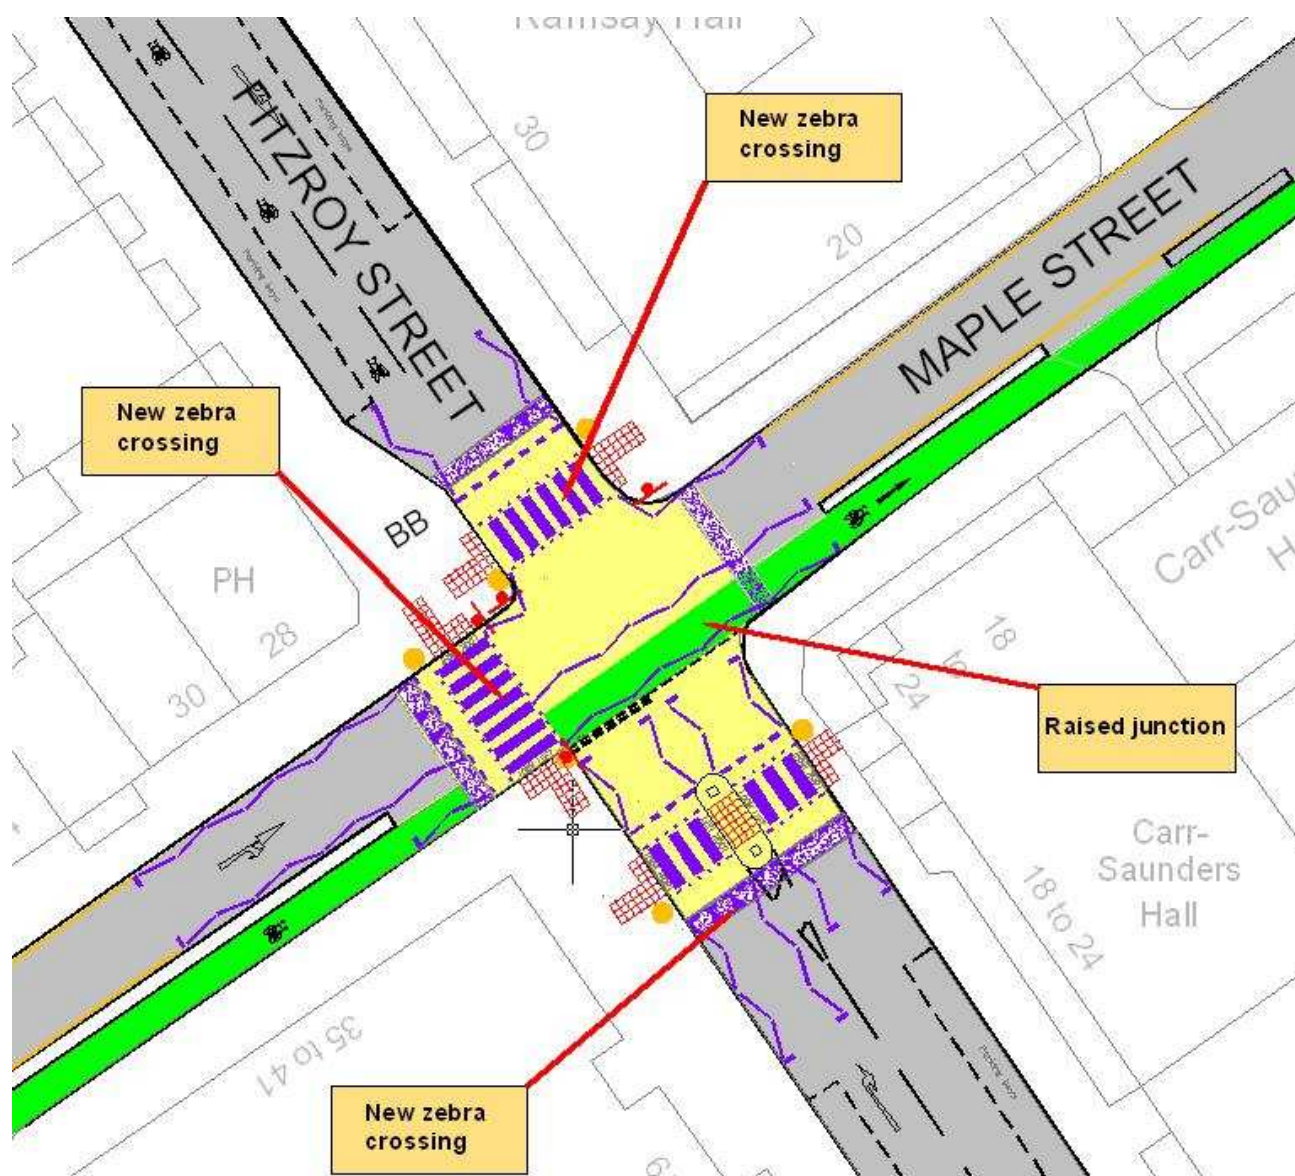 Ramsay Hall
30
New zebra
crossing
FITZROY STREET
20
MAPLE STREET
New zebra
crossing
BB
PH
28
30
Carr-Sau
H
18
24
Raised junction
Carr-
Saunders
Hall
18 to 24
35 to 41
New zebra
crossing